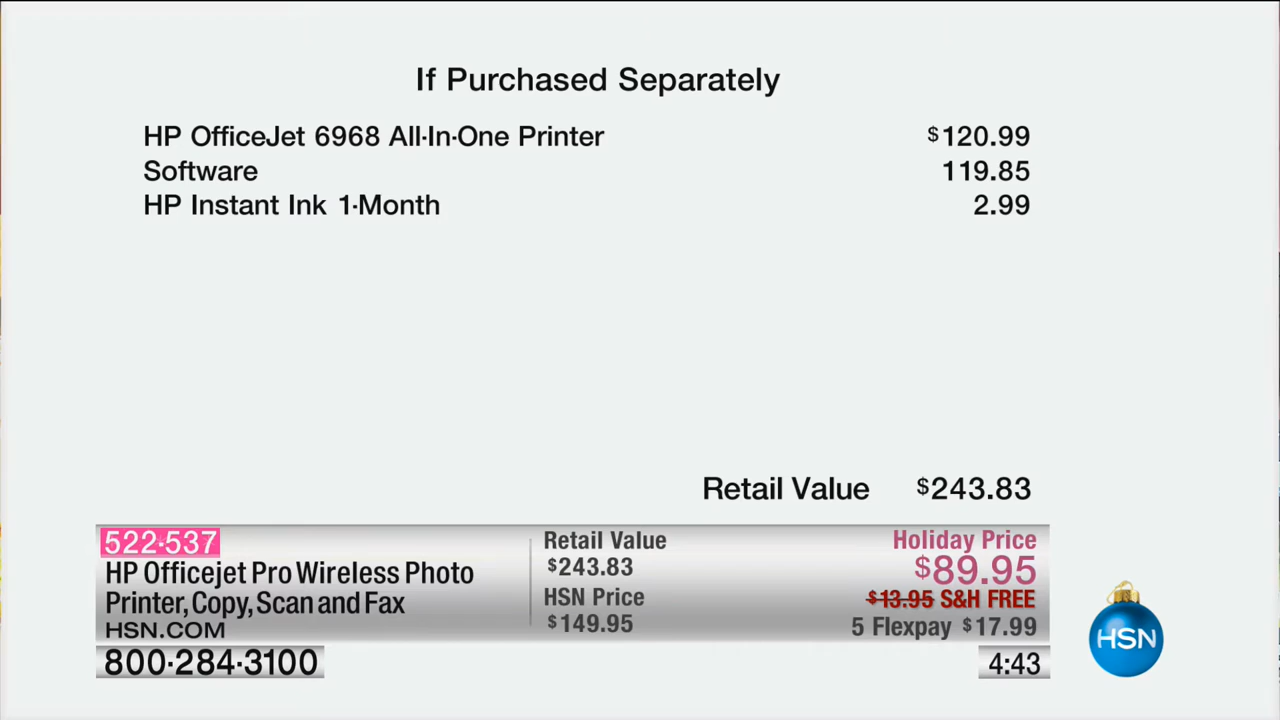 If Purchased Separately
HP OfficeJet 6968 All-In-One Printer $120.99
Software 119.85
HP Instant Ink 1-Month 2.99
Retail Value $243.83
522-537
HP Officejet Pro Wireless Photo
Printer, Copy, Scan and Fax
HSN.COM
800-284-3100
Retail Value
$243.83
HSN Price
$149.95
Holiday Price
$89.95
$13.95 S&H FREE
5 Flexpay $17.99
4:43
HSN